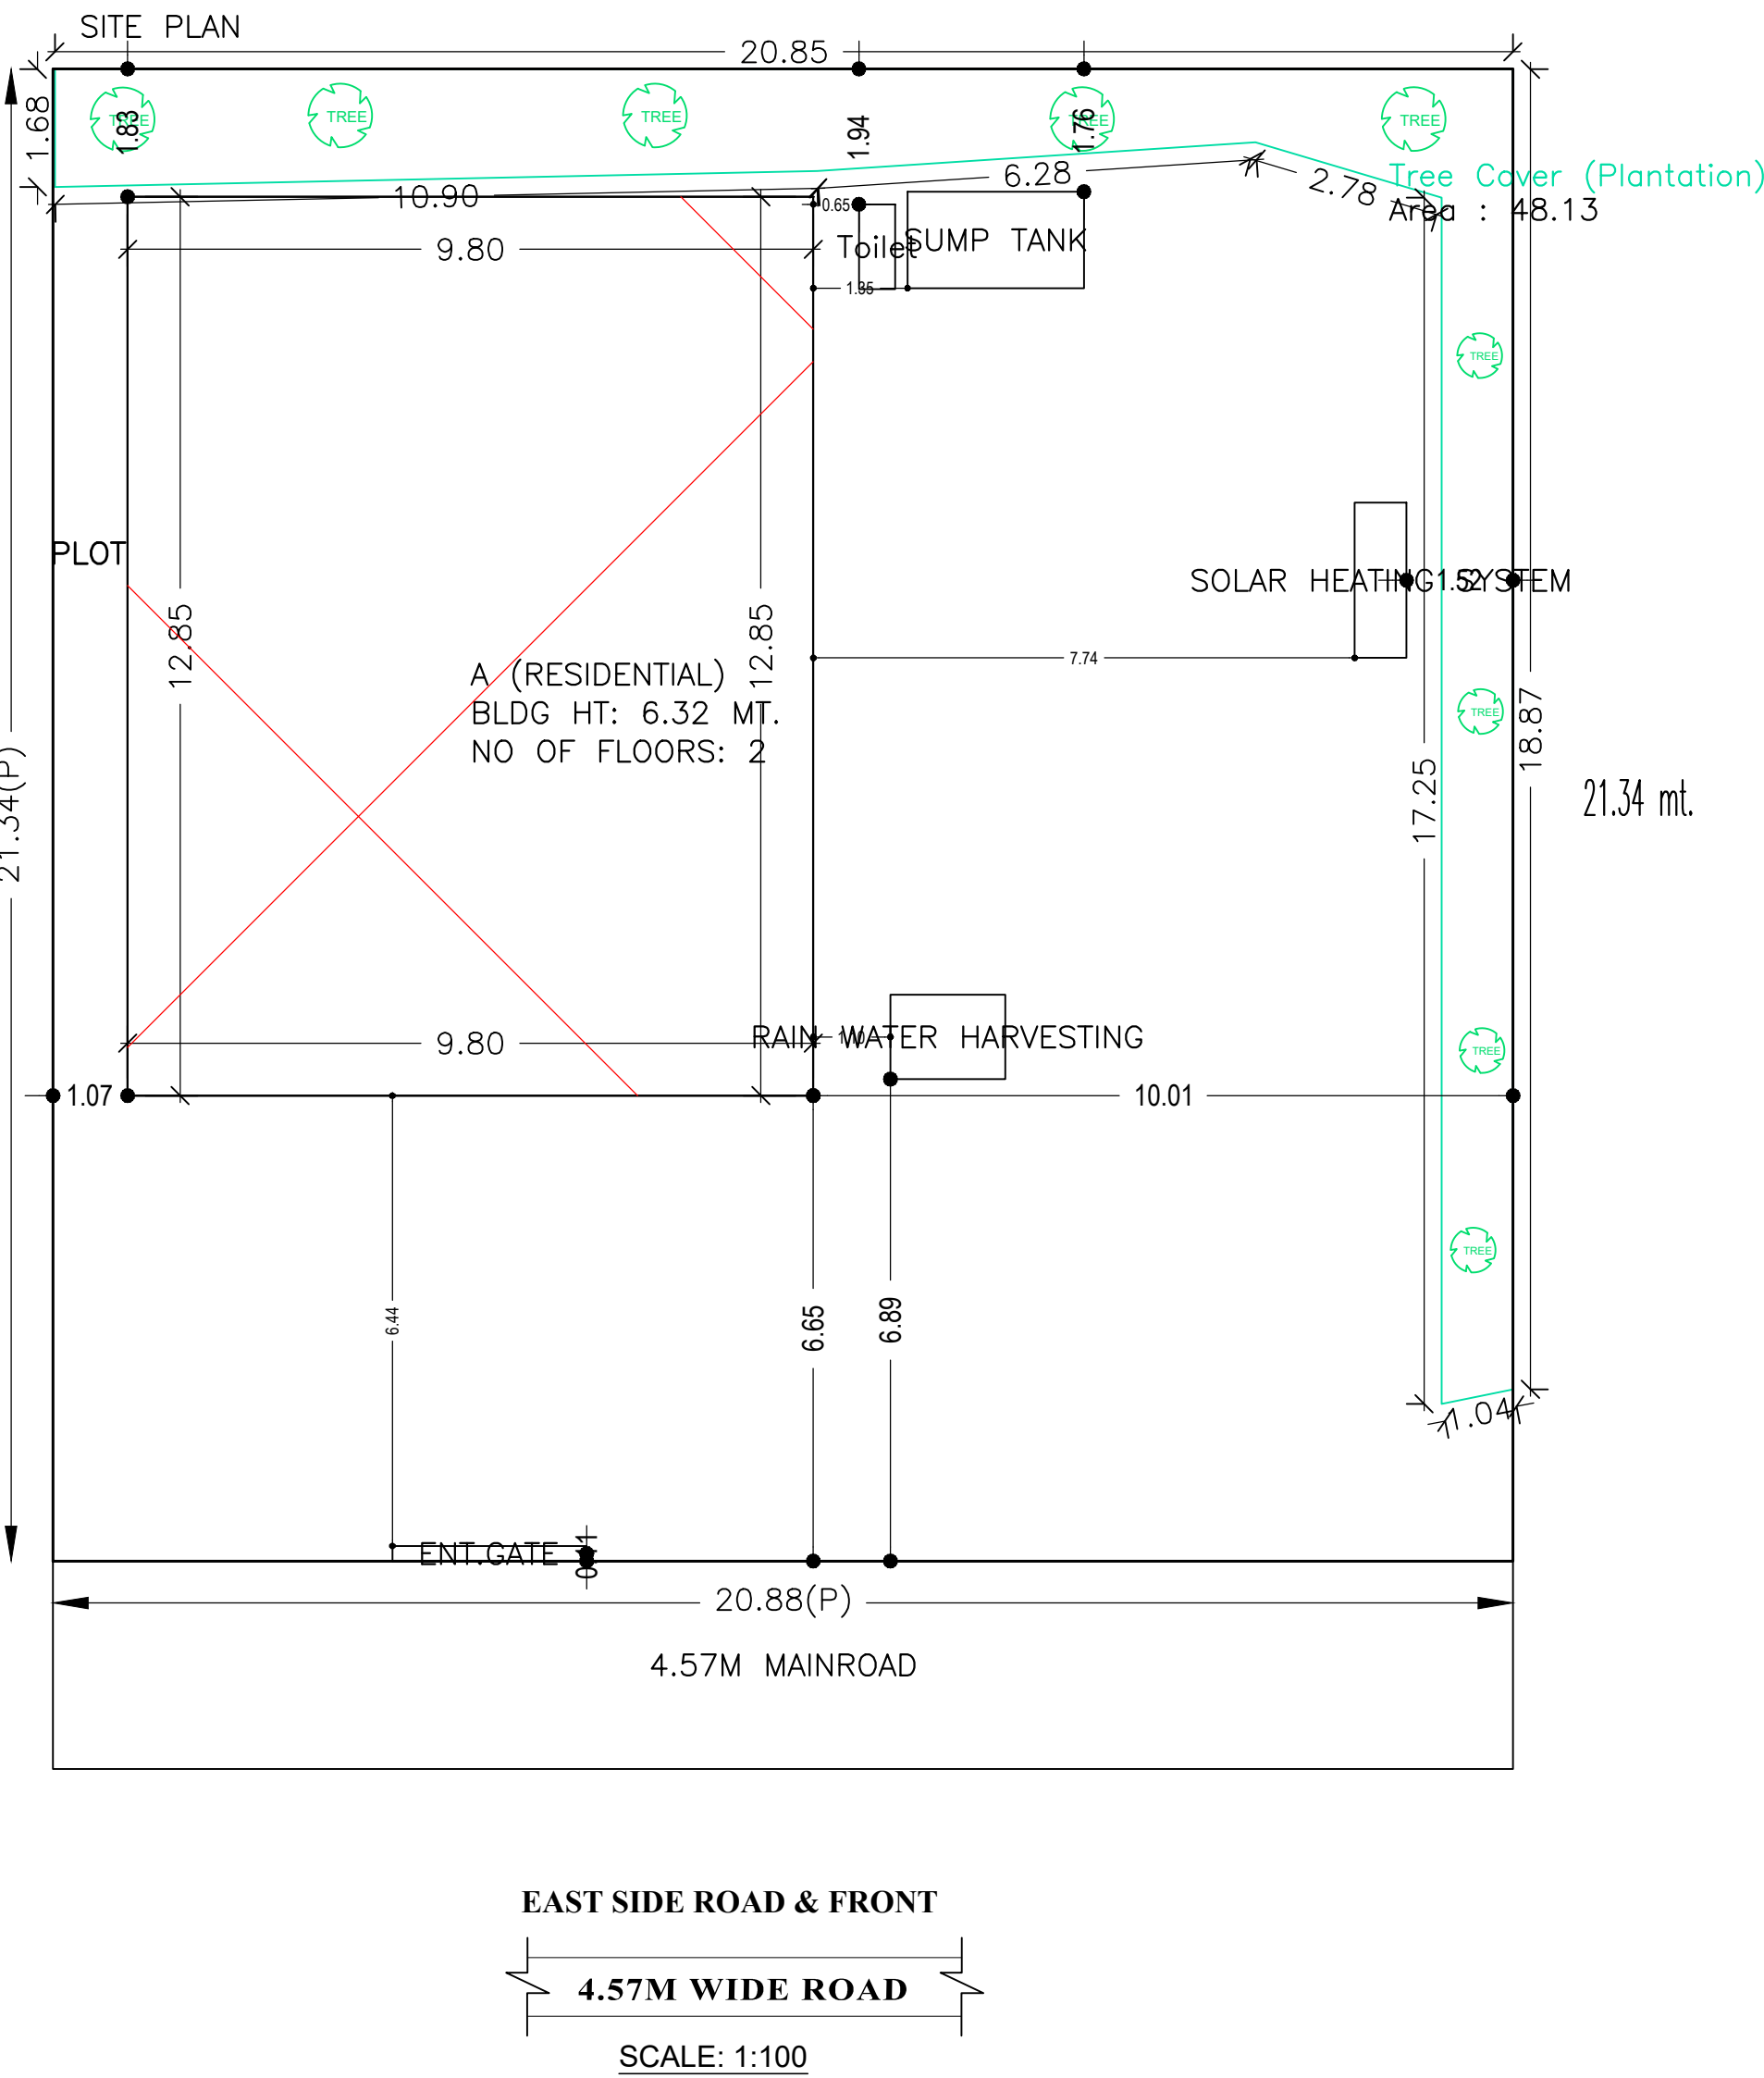 SITE PLAN
20.85
1.68
TREE
1.83
TREE
TREE
1.94
TREE
1.76
TREE
Tree Cover (Plantation)
Area : 48.13
10.90
6.28
2.78
0.65
9.80
Toilet
SUMP TANK
1.35
TREE
PLOT
SOLAR HEATING SYSTEM
1.52
12.85
12.85
7.74
A (RESIDENTIAL)
BLDG HT: 6.32 MT.
NO OF FLOORS: 2
TREE
18.87
21.34(P)
17.25
21.34 mt.
9.80
RAIN WATER HARVESTING
1.10
TREE
1.07
10.01
TREE
6.44
6.65
6.89
1.04
ENT.GATE
0.11
20.88(P)
4.57M MAINROAD
EAST SIDE ROAD & FRONT
4.57M WIDE ROAD
SCALE: 1:100